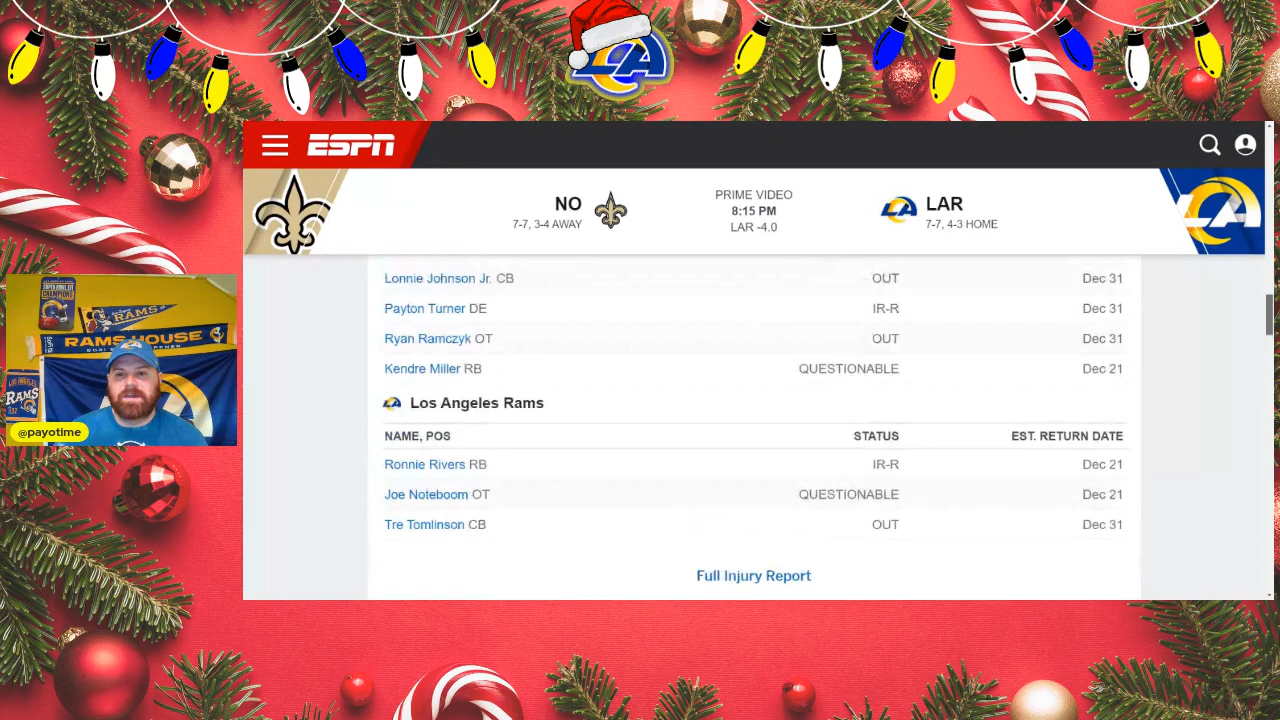 LA
ESPN
NO
7-7, 3-4 AWAY
PRIME VIDEO
8:15 PM
LAR -4.0
LAR
7-7, 4-3 HOME
Lonnie Johnson Jr. CB OUT Dec 31
Payton Turner DE IR-R Dec 31
Ryan Ramczyk OT OUT Dec 31
Kendre Miller RB QUESTIONABLE Dec 21
Los Angeles Rams
NAME, POS STATUS EST. RETURN DATE
Ronnie Rivers RB IR-R Dec 21
Joe Noteboom OT QUESTIONABLE Dec 21
Tre Tomlinson CB OUT Dec 31
Full Injury Report
CHAMPIONS
RAMS
RAMS HOUSE
RAMS
@payotime